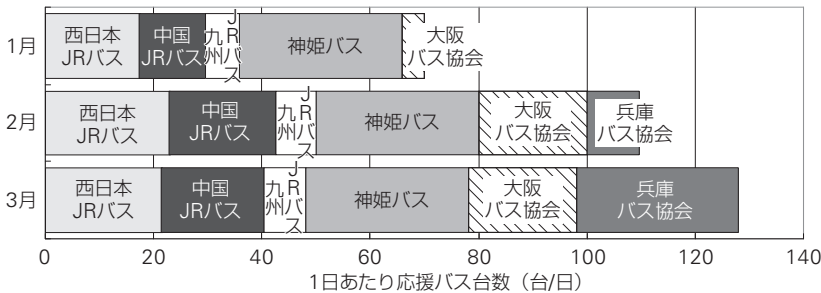 1月
西日本
JRバス
中国
JRバス
JR
九州バス
神姫バス
大阪
バス協会
2月
西日本
JRバス
中国
JRバス
JR
九州バス
神姫バス
大阪
バス協会
兵庫
バス協会
3月
西日本
JRバス
中国
JRバス
JR
九州バス
神姫バス
大阪
バス協会
兵庫
バス協会
0 20 40 60 80 100 120 140
1日あたり応援バス台数（台/日）